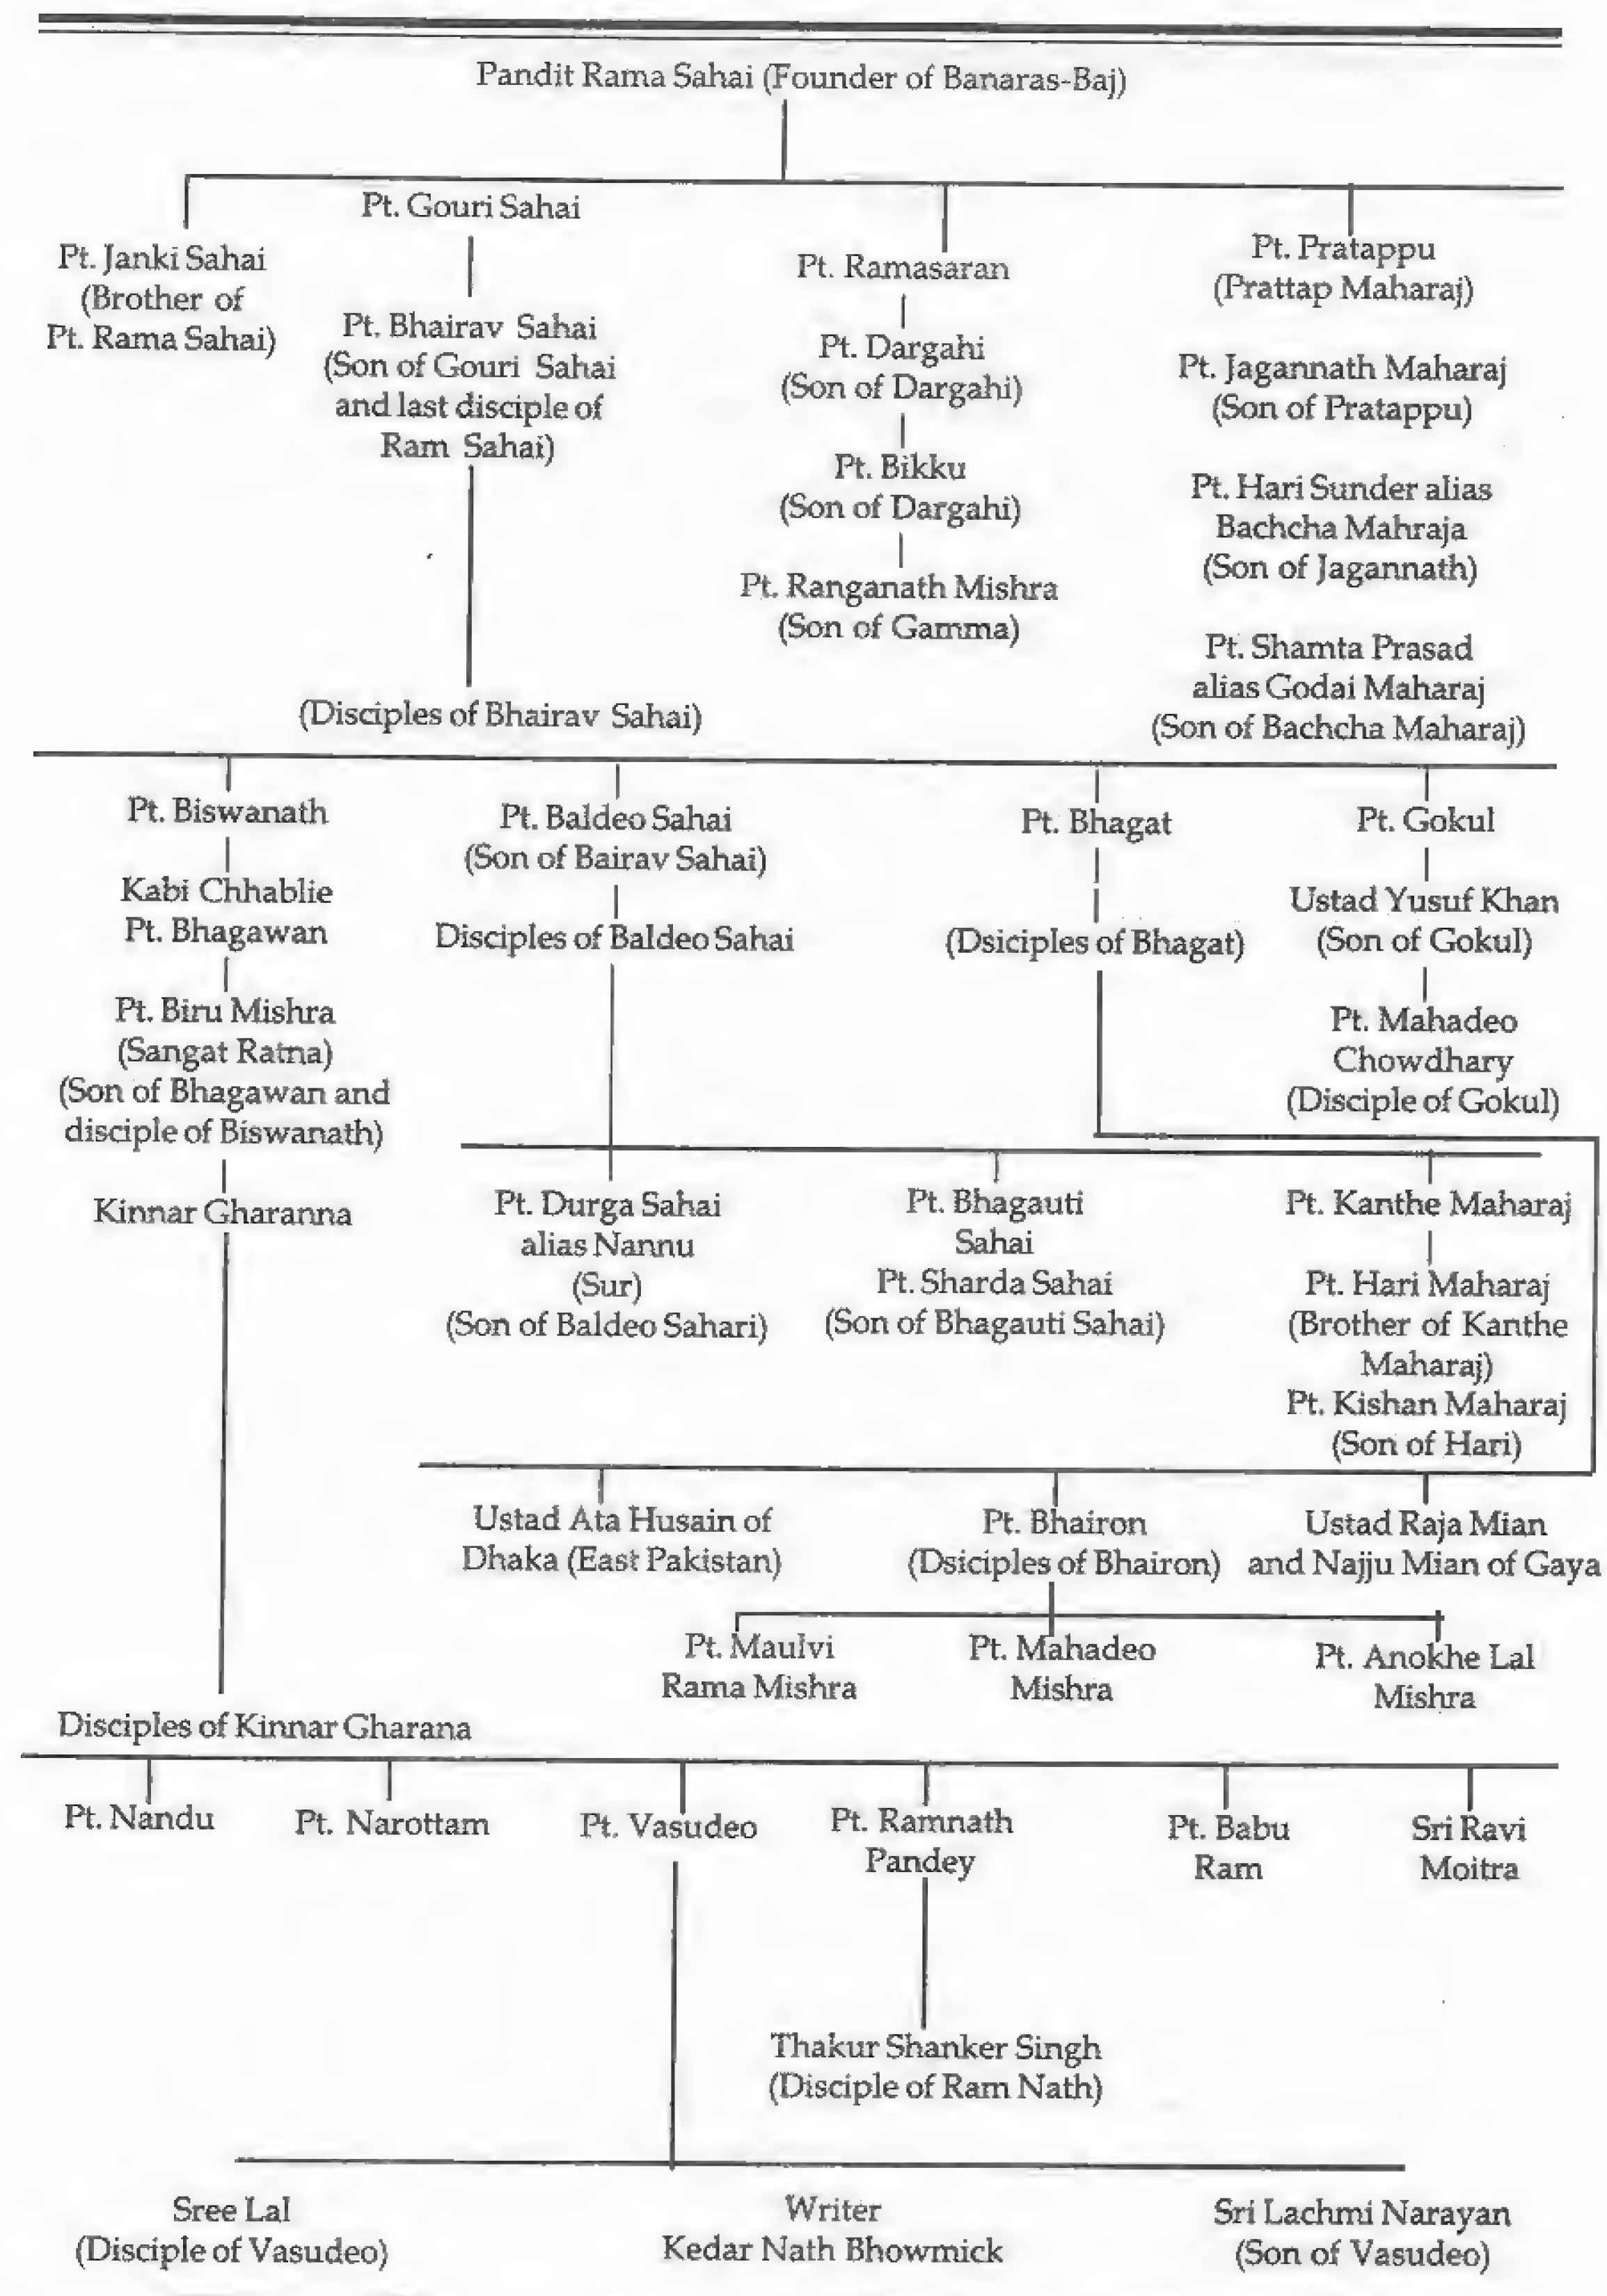 Pandit Rama Sahai (Founder of Banaras-Baj)
Pt. Janki Sahai
(Brother of
Pt. Rama Sahai)
Pt. Gouri Sahai
Pt. Bhairav Sahai
(Son of Gouri Sahai
and last disciple of
Ram Sahai)
Pt. Ramasaran
Pt. Dargahi
(Son of Dargahi)
Pt. Bikku
(Son of Dargahi)
Pt. Ranganath Mishra
(Son of Gamma)
Pt. Pratappu
(Prattap Maharaj)
Pt. Jagannath Maharaj
(Son of Pratappu)
Pt. Hari Sunder alias
Bachcha Mahraja
(Son of Jagannath)
Pt. Shamta Prasad
alias Godai Maharaj
(Son of Bachcha Maharaj)
(Disciples of Bhairav Sahai)
Pt. Biswanath
Kabi Chhablie
Pt. Bhagawan
Pt. Biru Mishra
(Sangat Ratna)
(Son of Bhagawan and
disciple of Biswanath)
Kinnar Gharanna
Pt. Baldeo Sahai
(Son of Bairav Sahai)
Disciples of Baldeo Sahai
Pt. Bhagat
(Dsiciples of Bhagat)
Pt. Gokul
Ustad Yusuf Khan
(Son of Gokul)
Pt. Mahadeo
Chowdhary
(Disciple of Gokul)
Pt. Durga Sahai
alias Nannu
(Sur)
(Son of Baldeo Sahari)
Pt. Bhagauti
Sahai
Pt. Sharda Sahai
(Son of Bhagauti Sahai)
Pt. Kanthe Maharaj
Pt. Hari Maharaj
(Brother of Kanthe
Maharaj)
Pt. Kishan Maharaj
(Son of Hari)
Ustad Ata Husain of
Dhaka (East Pakistan)
Pt. Bhairon
(Dsiciples of Bhairon)
Ustad Raja Mian
and Najju Mian of Gaya
Pt. Maulvi
Rama Mishra
Pt. Mahadeo
Mishra
Pt. Anokhe Lal
Mishra
Disciples of Kinnar Gharana
Pt. Nandu
Pt. Narottam
Pt. Vasudeo
Pt. Ramnath
Pandey
Pt. Babu
Ram
Sri Ravi
Moitra
Thakur Shanker Singh
(Disciple of Ram Nath)
Sree Lal
(Disciple of Vasudeo)
Writer
Kedar Nath Bhowmick
Sri Lachmi Narayan
(Son of Vasudeo)